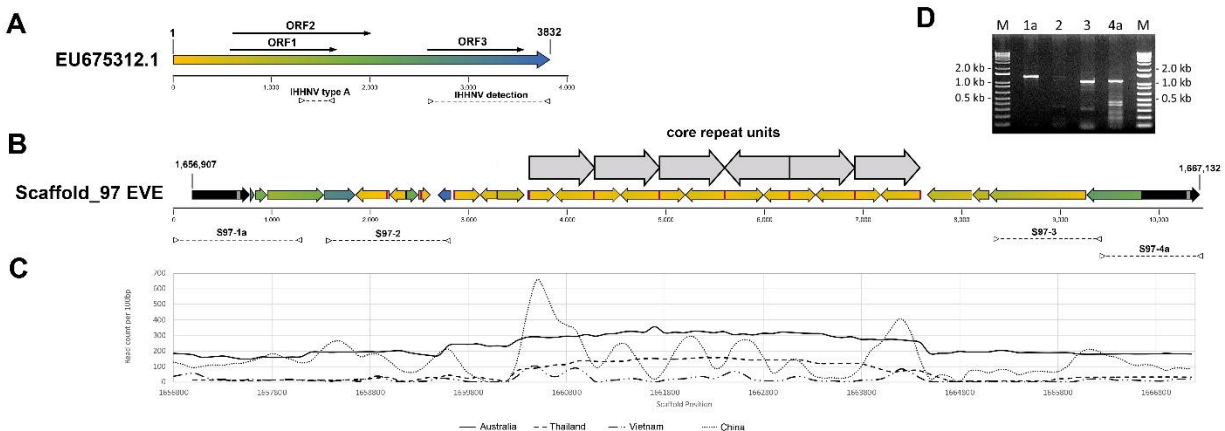 A
1
ORF2
ORF1
ORF3
3832
EU675312.1
0
1,000
2,000
3,000
4,000
IHHNV type A
IHHNV detection
D
M 1a 2 3 4a M
2.0 kb -
1.0 kb -
0.5 kb -
- 2.0 kb
- 1.0 kb
- 0.5 kb
B
core repeat units
1,656,907
1,667,132
Scaffold_97 EVE
0
1,000
2,000
3,000
4,000
5,000
6,000
7,000
8,000
9,000
10,000
S97-1a
S97-2
S97-3
S97-4a
C
Read count per 100bp
700
600
500
400
300
200
100
0
1656800
1657800
1658800
1659800
1660800
1661800
1662800
1663800
1664800
1665800
1666800
Scaffold Position
Australia
Thailand
Vietnam
China